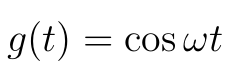 g(t) = cos ωt